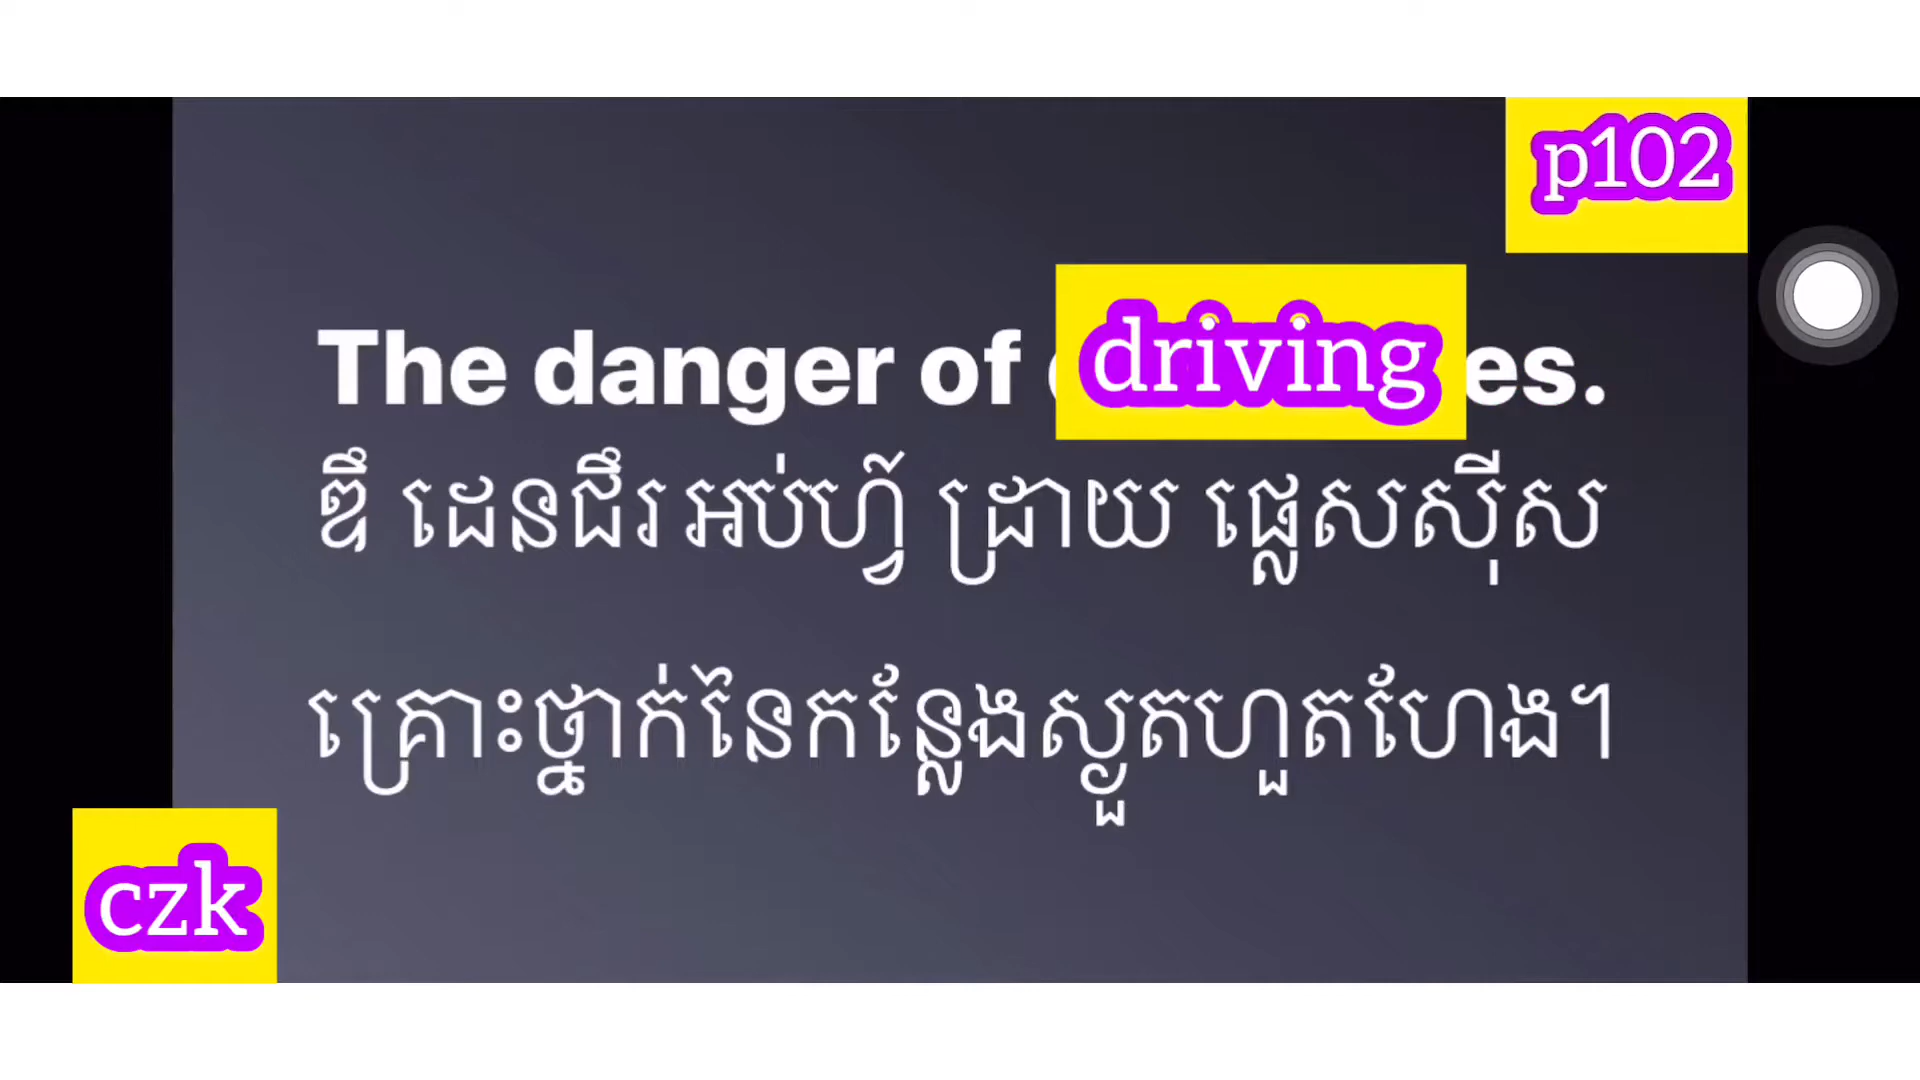 p102
The danger of driving es.
ឌឹ ដេនជឹរ អប់ហ្វ៊ ដ្រាយ ផ្លេសស៊ីស
គ្រោះថ្នាក់នៃកន្លែងស្ងួតហួតហែង។
czk